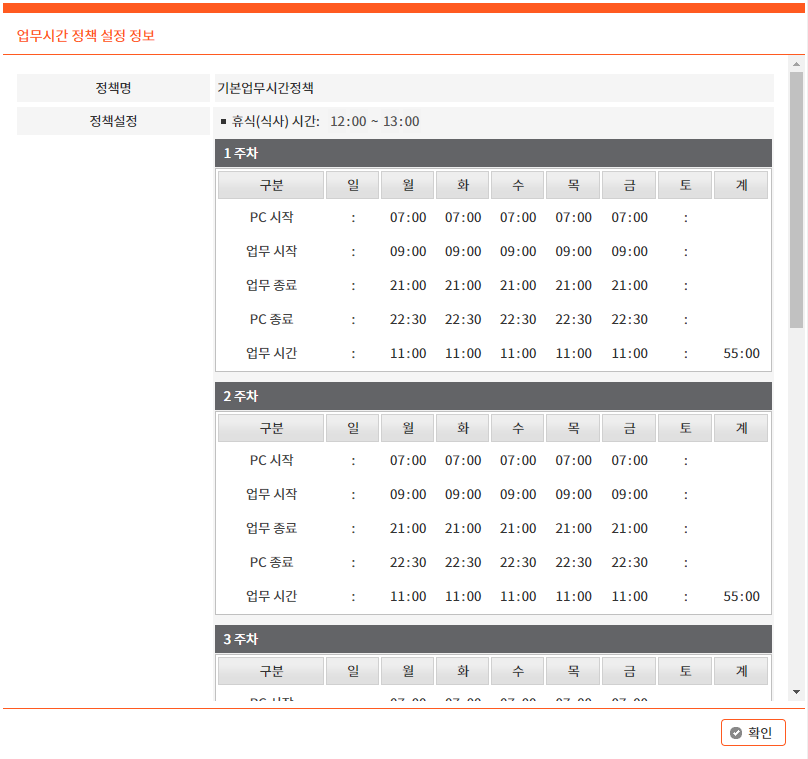 업무시간 정책 설정 정보
정책명 기본업무시간정책
정책설정 ■ 휴식(식사) 시간: 12:00 ~ 13:00
1 주차
구분 일 월 화 수 목 금 토 계
PC 시작 : 07:00 07:00 07:00 07:00 07:00 :
업무 시작 : 09:00 09:00 09:00 09:00 09:00 :
업무 종료 : 21:00 21:00 21:00 21:00 21:00 :
PC 종료 : 22:30 22:30 22:30 22:30 22:30 :
업무 시간 : 11:00 11:00 11:00 11:00 11:00 : 55:00
2 주차
구분 일 월 화 수 목 금 토 계
PC 시작 : 07:00 07:00 07:00 07:00 07:00 :
업무 시작 : 09:00 09:00 09:00 09:00 09:00 :
업무 종료 : 21:00 21:00 21:00 21:00 21:00 :
PC 종료 : 22:30 22:30 22:30 22:30 22:30 :
업무 시간 : 11:00 11:00 11:00 11:00 11:00 : 55:00
3 주차
구분 일 월 화 수 목 금 토 계
확인